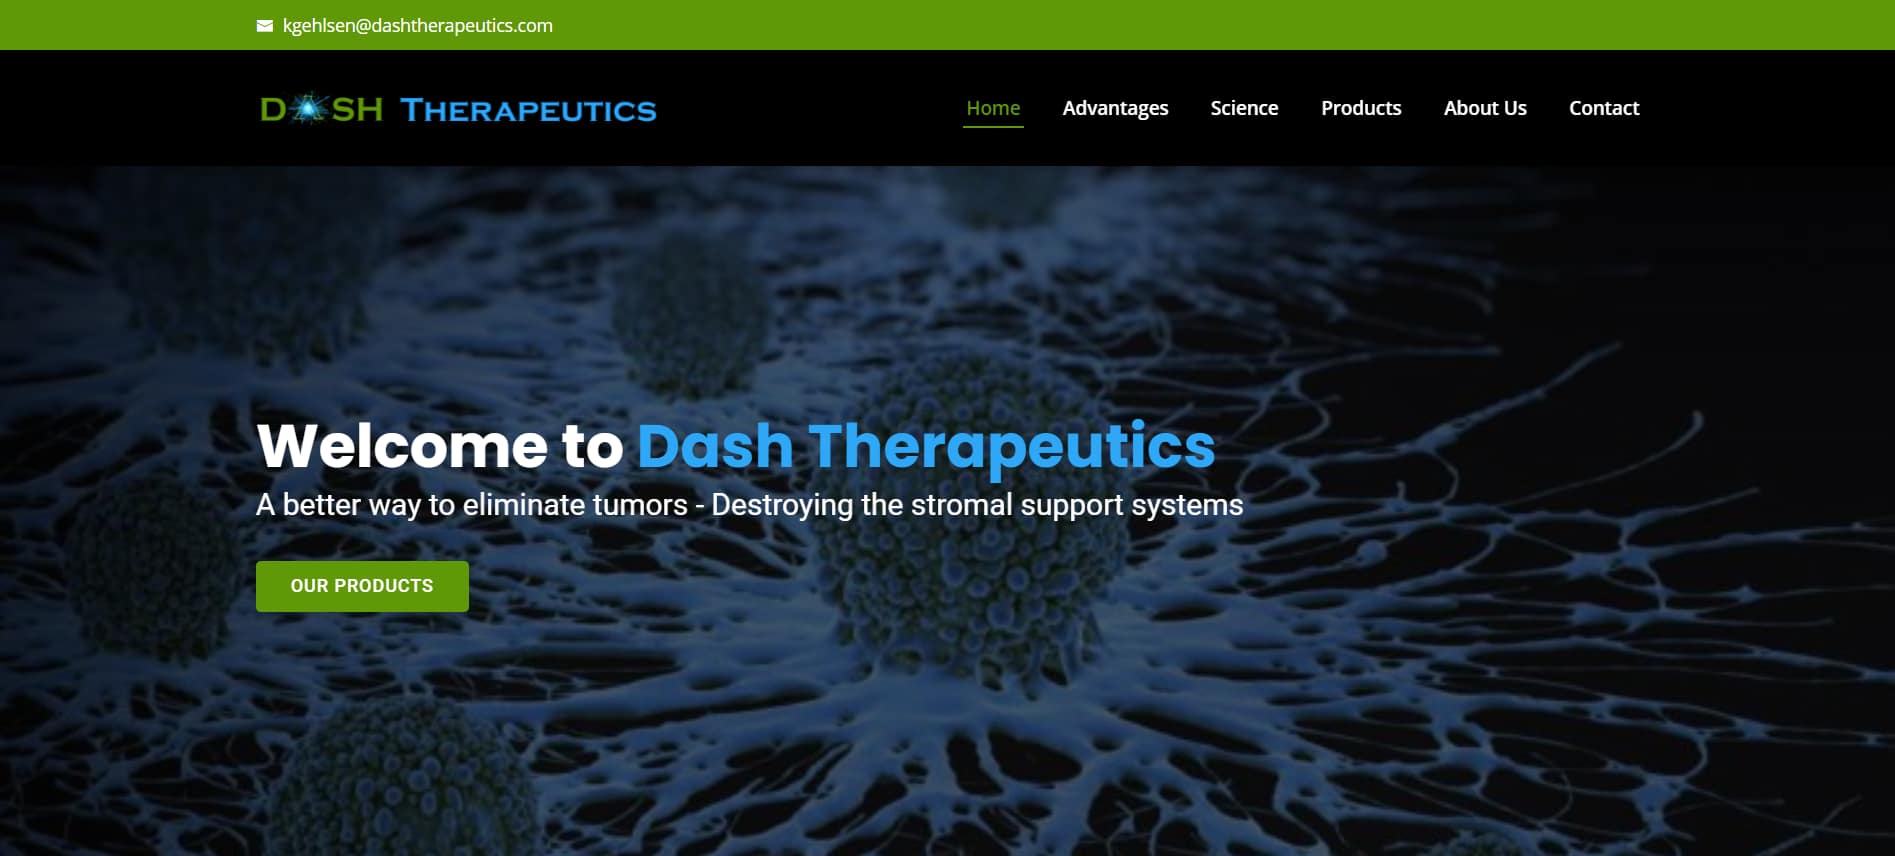 kgehlsen@dashtherapeutics.com
DASH THERAPEUTICS
Home Advantages Science Products About Us Contact
Welcome to Dash Therapeutics
A better way to eliminate tumors - Destroying the stromal support systems
OUR PRODUCTS